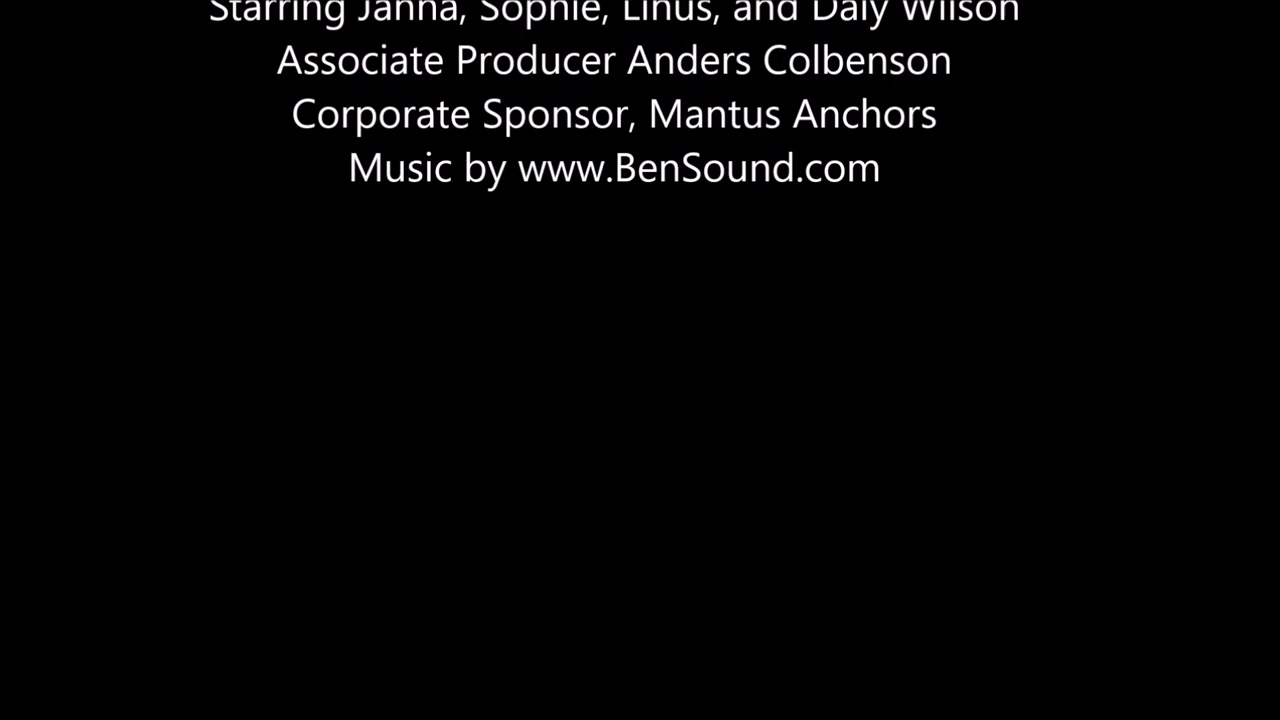 Starring Janna, Sophie, Linus, and Daly Wilson
Associate Producer Anders Colbenson
Corporate Sponsor, Mantus Anchors
Music by www.BenSound.com